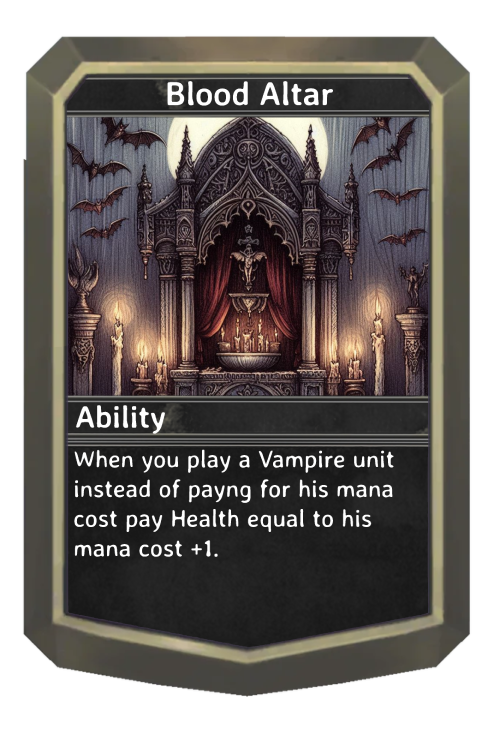 Blood Altar
Ability
When you play a Vampire unit
instead of payng for his mana
cost pay Health equal to his
mana cost +1.